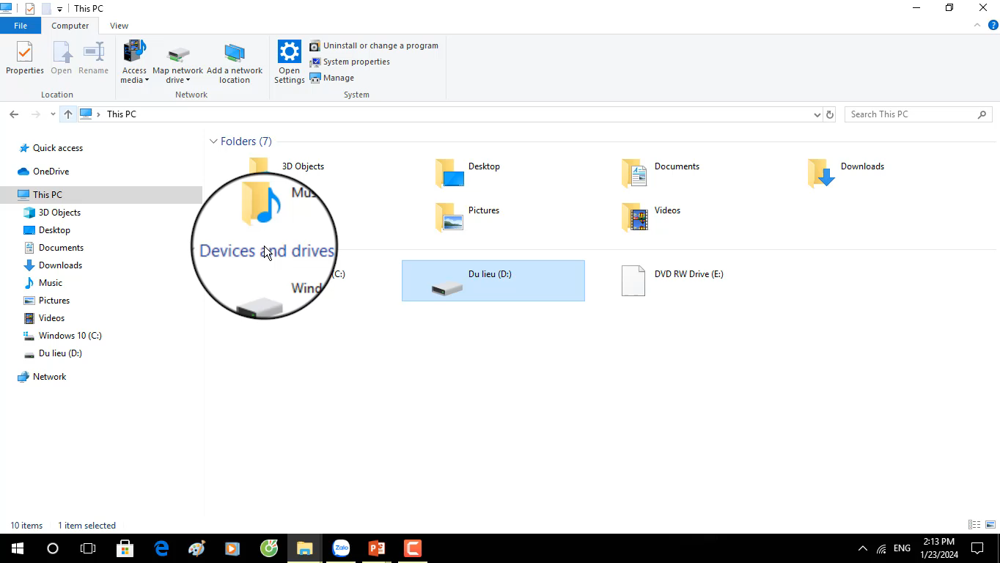 This PC
File
Computer
View
Properties
Open
Rename
Access media
Map network drive
Add a network location
Open Settings
Uninstall or change a program
System properties
Manage
Location
Network
System
This PC
Search This PC
Quick access
OneDrive
This PC
3D Objects
Desktop
Documents
Downloads
Music
Pictures
Videos
Windows 10 (C:)
Du lieu (D:)
Network
Folders (7)
3D Objects
Desktop
Documents
Downloads
Mus
Pictures
Videos
Devices and drives
Wind
(C:)
Du lieu (D:)
DVD RW Drive (E:)
10 items
1 item selected
Zalo
ENG
2:13 PM
1/23/2024